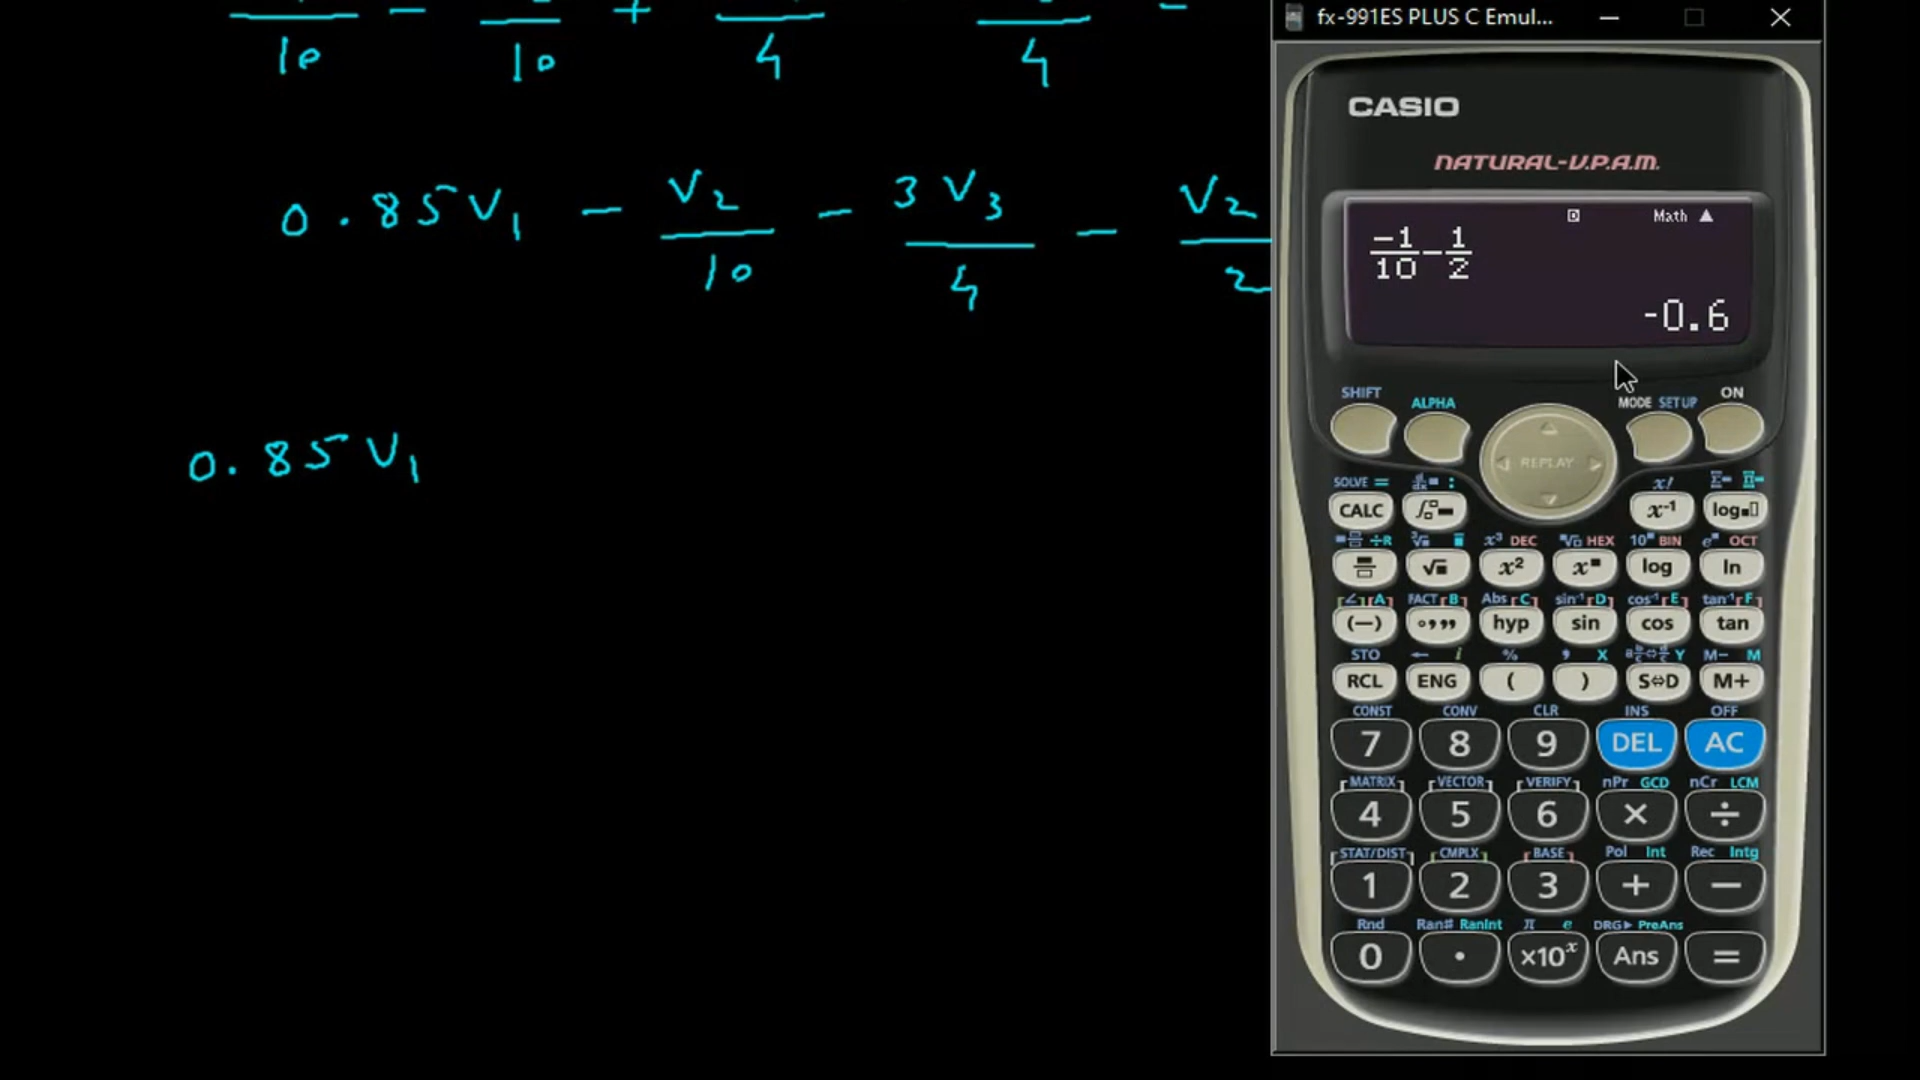 fx-991ES PLUS C Emul...
10 - 10 + 4 4 -
0.85V₁ - V₂/10 - 3V₃/4 - V₂/2
0.85V₁
CASIO
NATURAL-V.P.A.M.
D Math ▲
-1/10-1/2
-0.6
SHIFT ALPHA MODE SETUP ON
REPLAY
SOLVE = d/dx : x! Σ Π
CALC ∫ x⁻¹ log
÷R ³√ x³ DEC √ HEX 10 BIN e OCT
√ x² x log ln
∠ A FACT B Abs C sin⁻¹ D cos⁻¹ E tan⁻¹ F
(—) °,,, hyp sin cos tan
STO ← i % , X Y M− M
RCL ENG ( ) S⇔D M+
CONST CONV CLR INS OFF
7 8 9 DEL AC
MATRIX VECTOR VERIFY nPr GCD nCr LCM
4 5 6 × ÷
STAT/DIST CMPLX BASE Pol Int Rec Intg
1 2 3 + −
Rnd Ran# RanInt π e DRG▶ PreAns
0 • ×10ˣ Ans =